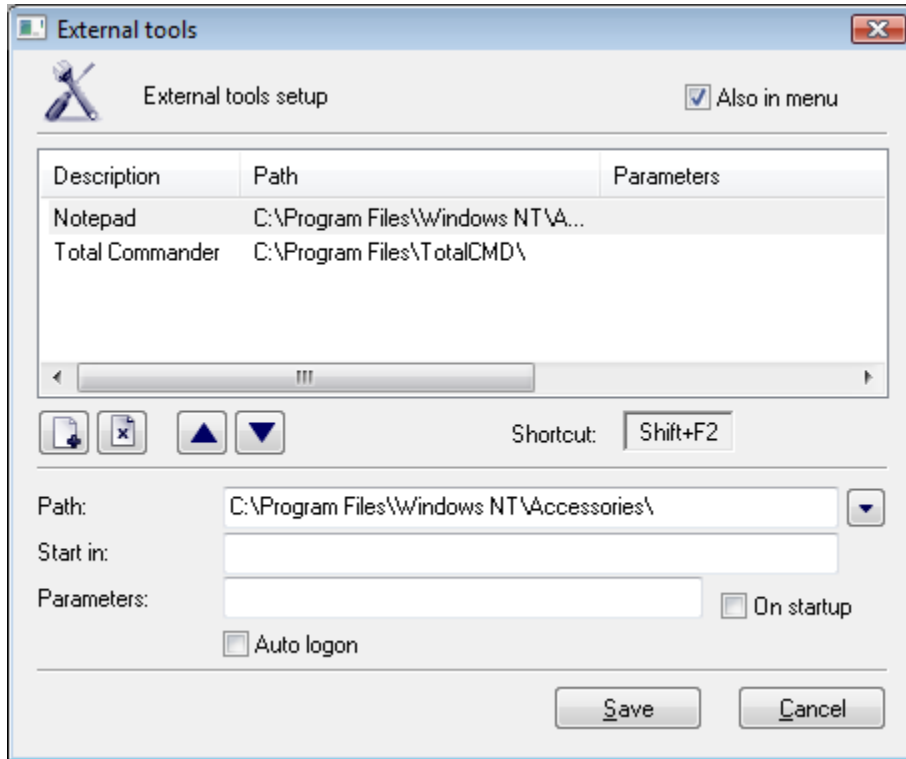 External tools
External tools setup Also in menu
Description Path Parameters
Notepad C:\Program Files\Windows NT\A...
Total Commander C:\Program Files\TotalCMD\
Shortcut: Shift+F2
Path: C:\Program Files\Windows NT\Accessories\
Start in:
Parameters: On startup
Auto logon
Save Cancel